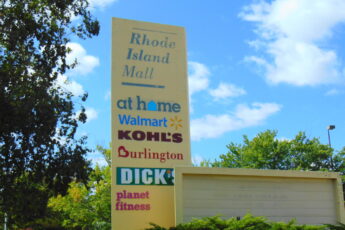 Rhode
Island
Mall
at home
Walmart
KOHL'S
Burlington
DICK'S
planet
fitness